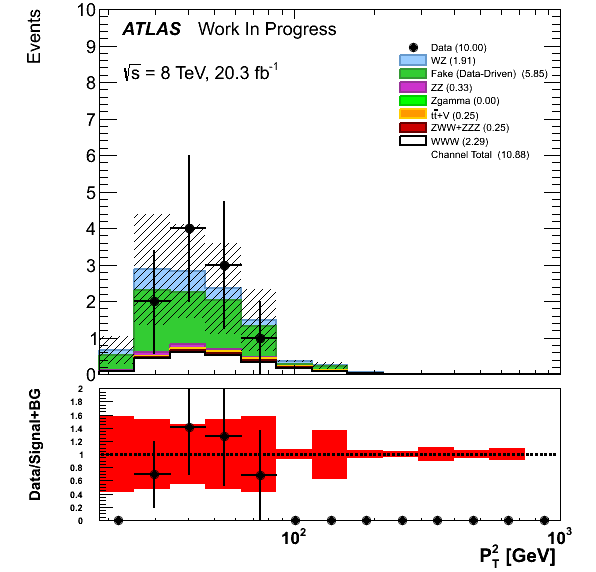 Events
10
9
8
7
6
5
4
3
2
1
0
ATLAS Work In Progress
√s = 8 TeV, 20.3 fb⁻¹
Data (10.00)
WZ (1.91)
Fake (Data-Driven) (5.85)
ZZ (0.33)
Zgamma (0.00)
tt̄+V (0.25)
ZWW+ZZZ (0.25)
WWW (2.29)
Channel Total (10.88)
Data/Signal+BG
2
1.8
1.6
1.4
1.2
1
0.8
0.6
0.4
0.2
0
10² 10³
P²_T [GeV]